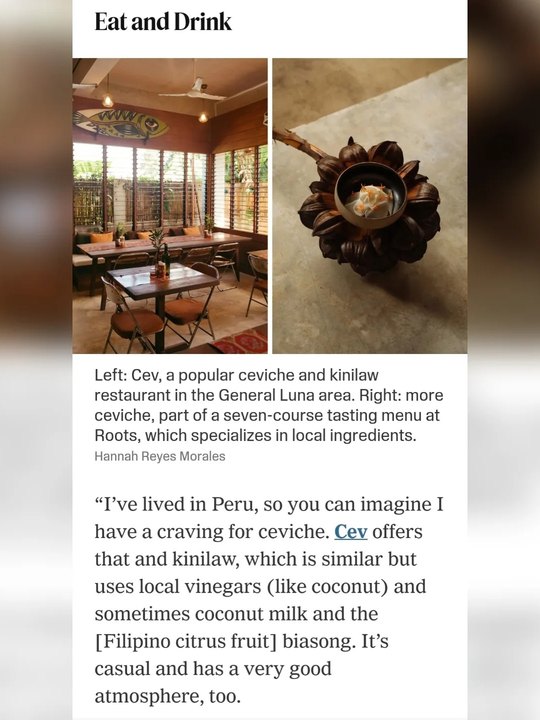 Eat and Drink
Left: Cev, a popular ceviche and kinilaw
restaurant in the General Luna area. Right: more
ceviche, part of a seven-course tasting menu at
Roots, which specializes in local ingredients.
Hannah Reyes Morales
“I’ve lived in Peru, so you can imagine I
have a craving for ceviche. Cev offers
that and kinilaw, which is similar but
uses local vinegars (like coconut) and
sometimes coconut milk and the
[Filipino citrus fruit] biasong. It’s
casual and has a very good
atmosphere, too.